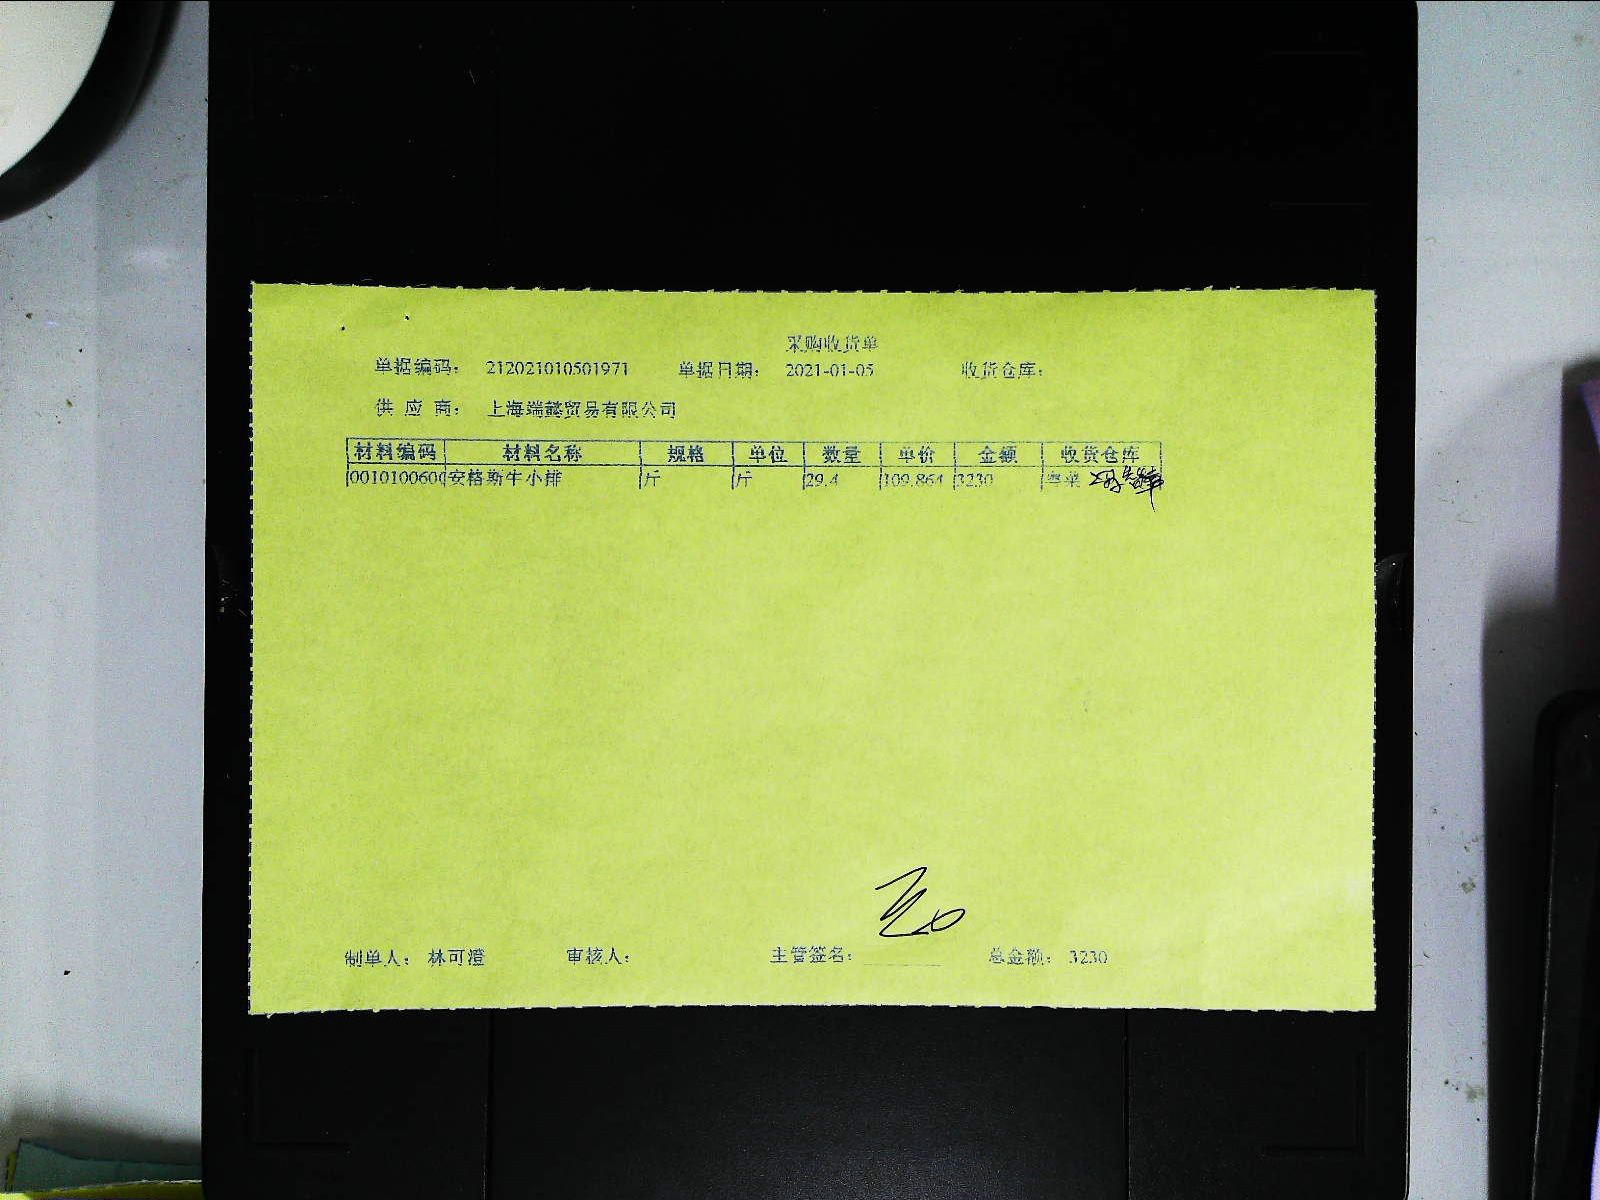 采购收货单
单据编码： 212021010501971 单据日期： 2021-01-05 收货仓库：
供 应 商： 上海端懿贸易有限公司
材料编码 材料名称 规格 单位 数量 单价 金额 收货仓库
001010060 安格斯牛小排 斤 斤 29.4 109.864 3230 粤菜
制单人： 林可澄 审核人： 主管签名： 总金额： 3230